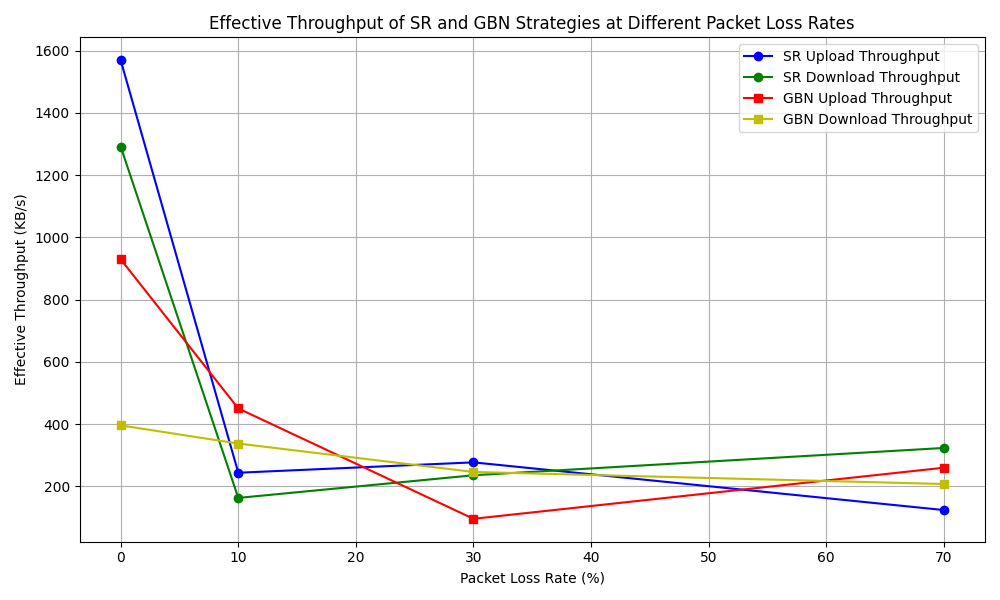 Effective Throughput of SR and GBN Strategies at Different Packet Loss Rates
SR Upload Throughput
SR Download Throughput
GBN Upload Throughput
GBN Download Throughput
Effective Throughput (KB/s)
1600
1400
1200
1000
800
600
400
200
0 10 20 30 40 50 60 70
Packet Loss Rate (%)